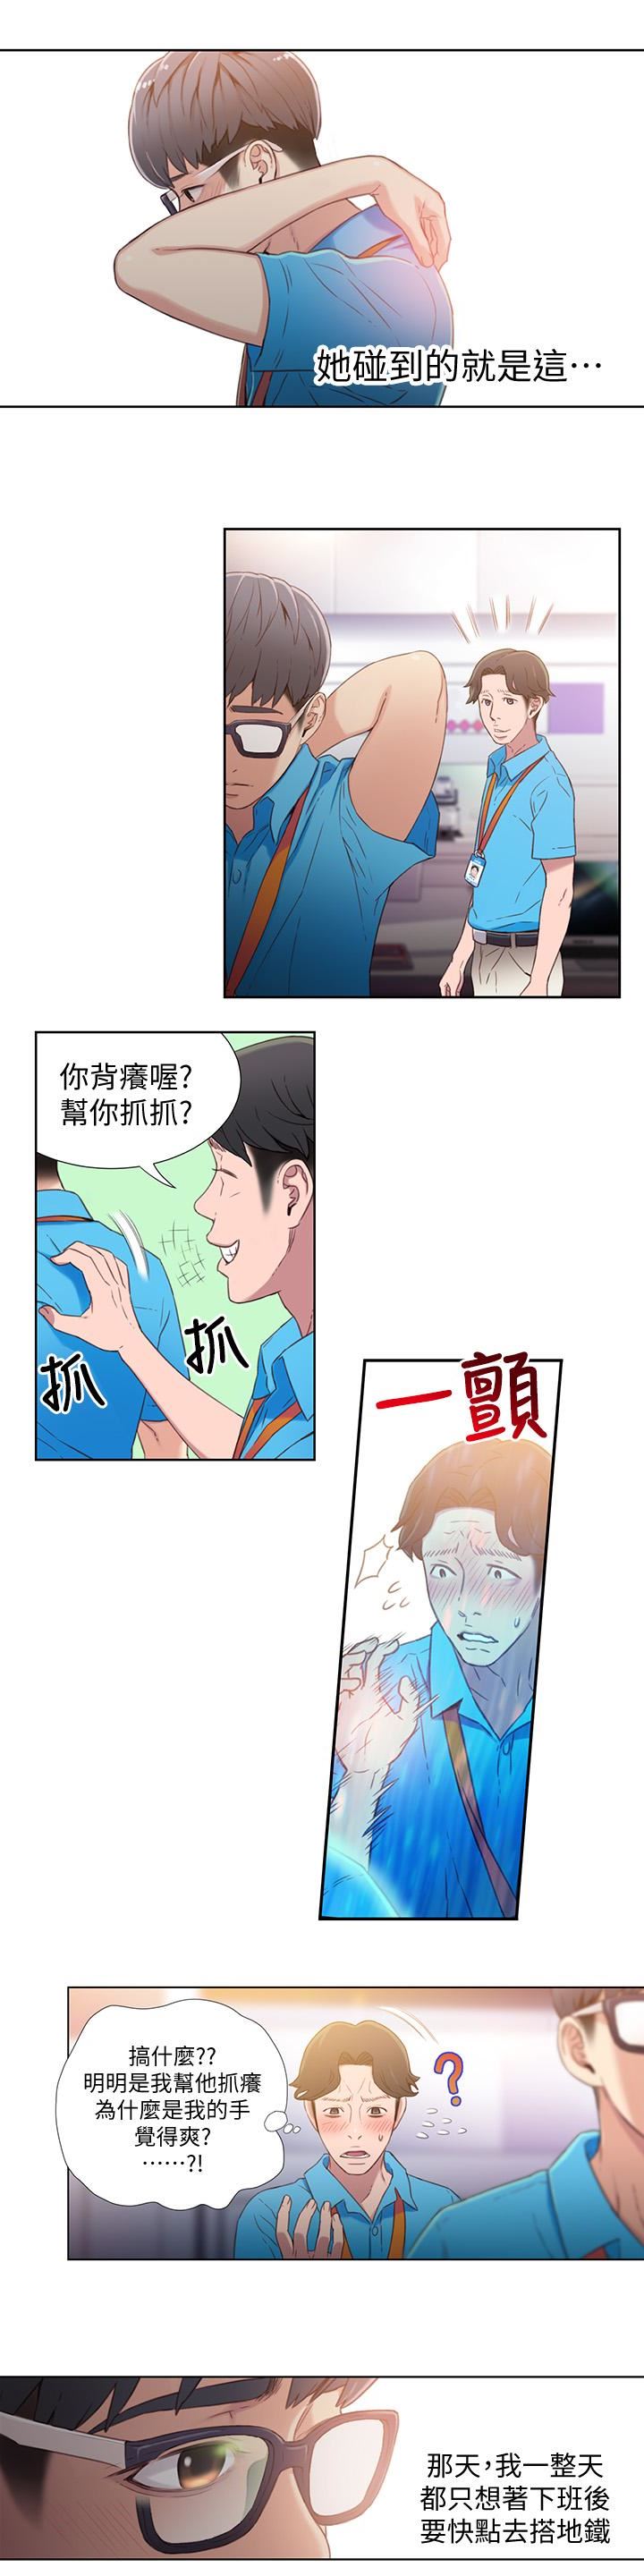 她碰到的就是這⋯
你背癢喔?
幫你抓抓?
抓
抓
一顫
?
搞什麼??
明明是我幫他抓癢
為什麼是我的手
覺得爽?
⋯⋯?!
那天,我一整天
都只想著下班後
要快點去搭地鐵